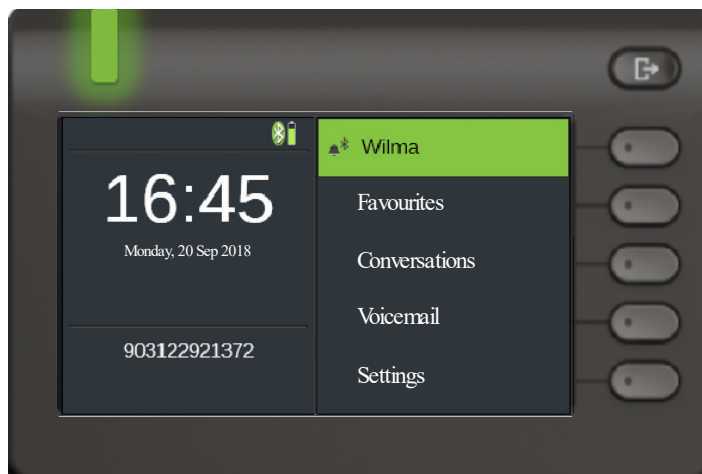 Wilma
16:45
Favourites
Monday, 20 Sep 2018
Conversations
Voicemail
903122921372
Settings